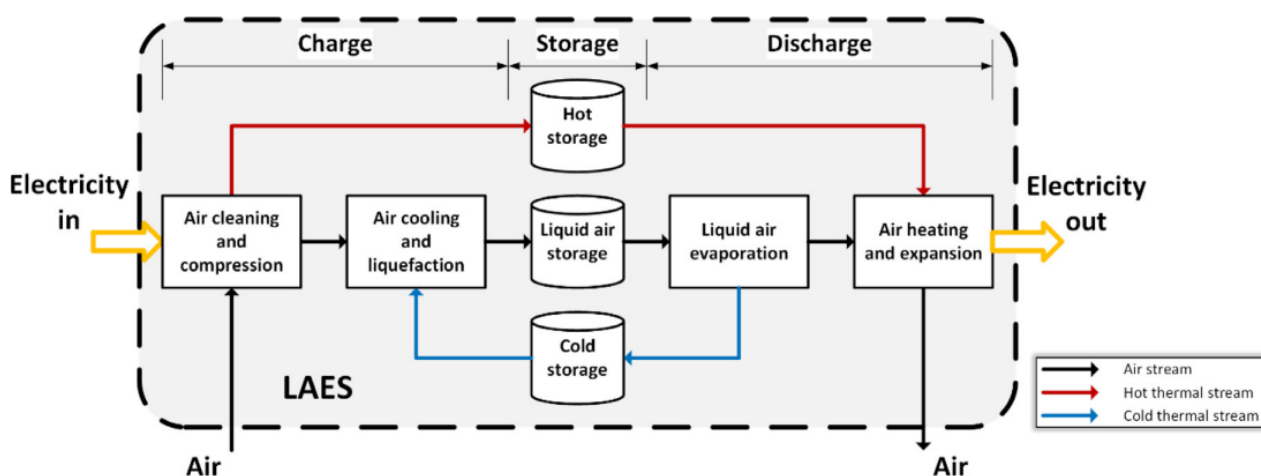 Charge
Storage
Discharge
Hot
storage
Electricity
in
Air cleaning
and
compression
Air cooling
and
liquefaction
Liquid air
storage
Liquid air
evaporation
Air heating
and expansion
Electricity
out
Cold
storage
LAES
Air
Air
Air stream
Hot thermal stream
Cold thermal stream